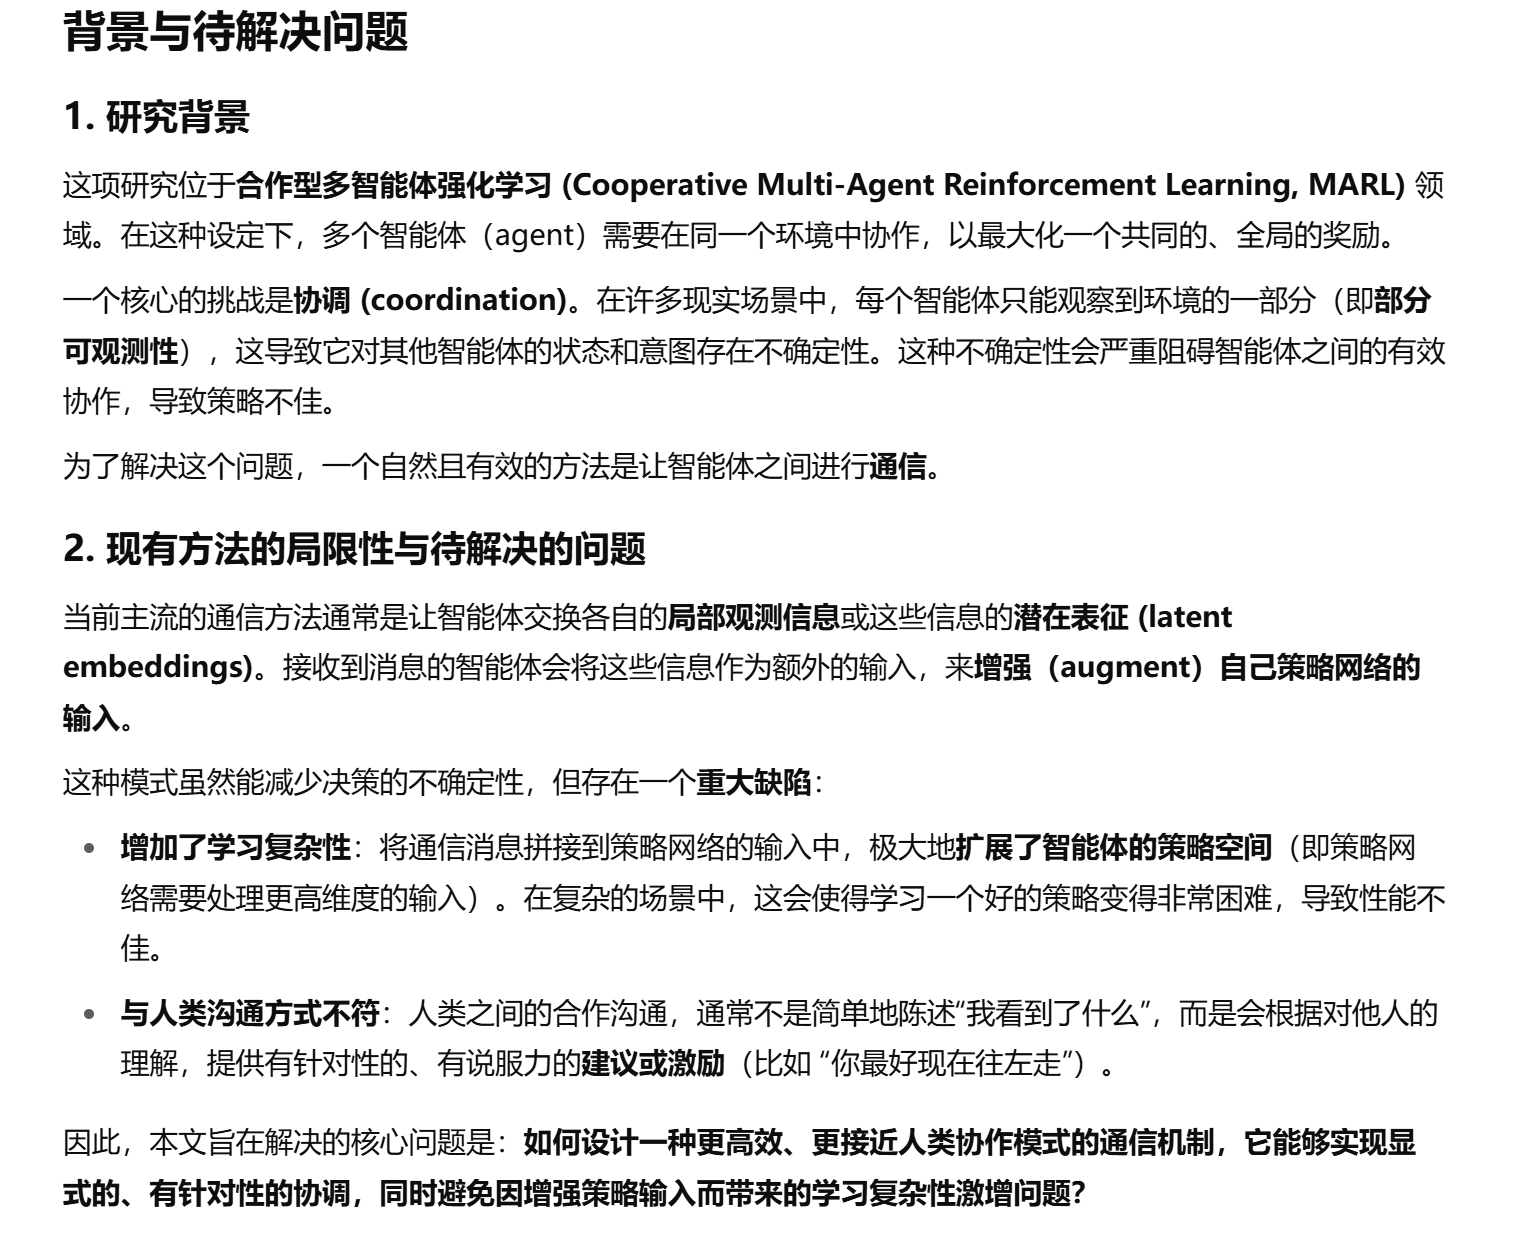 背景与待解决问题
1. 研究背景
这项研究位于合作型多智能体强化学习 (Cooperative Multi-Agent Reinforcement Learning, MARL) 领
域。在这种设定下，多个智能体（agent）需要在同一个环境中协作，以最大化一个共同的、全局的奖励。
一个核心的挑战是协调 (coordination)。在许多现实场景中，每个智能体只能观察到环境的一部分（即部分
可观测性），这导致它对其他智能体的状态和意图存在不确定性。这种不确定性会严重阻碍智能体之间的有效
协作，导致策略不佳。
为了解决这个问题，一个自然且有效的方法是让智能体之间进行通信。
2. 现有方法的局限性与待解决的问题
当前主流的通信方法通常是让智能体交换各自的局部观测信息或这些信息的潜在表征 (latent
embeddings)。接收到消息的智能体会将这些信息作为额外的输入，来增强（augment）自己策略网络的
输入。
这种模式虽然能减少决策的不确定性，但存在一个重大缺陷：
• 增加了学习复杂性：将通信消息拼接到策略网络的输入中，极大地扩展了智能体的策略空间（即策略网
络需要处理更高维度的输入）。在复杂的场景中，这会使得学习一个好的策略变得非常困难，导致性能不
佳。
• 与人类沟通方式不符：人类之间的合作沟通，通常不是简单地陈述“我看到了什么”，而是会根据对他人的
理解，提供有针对性的、有说服力的建议或激励（比如 “你最好现在往左走”）。
因此，本文旨在解决的核心问题是：如何设计一种更高效、更接近人类协作模式的通信机制，它能够实现显
式的、有针对性的协调，同时避免因增强策略输入而带来的学习复杂性激增问题？